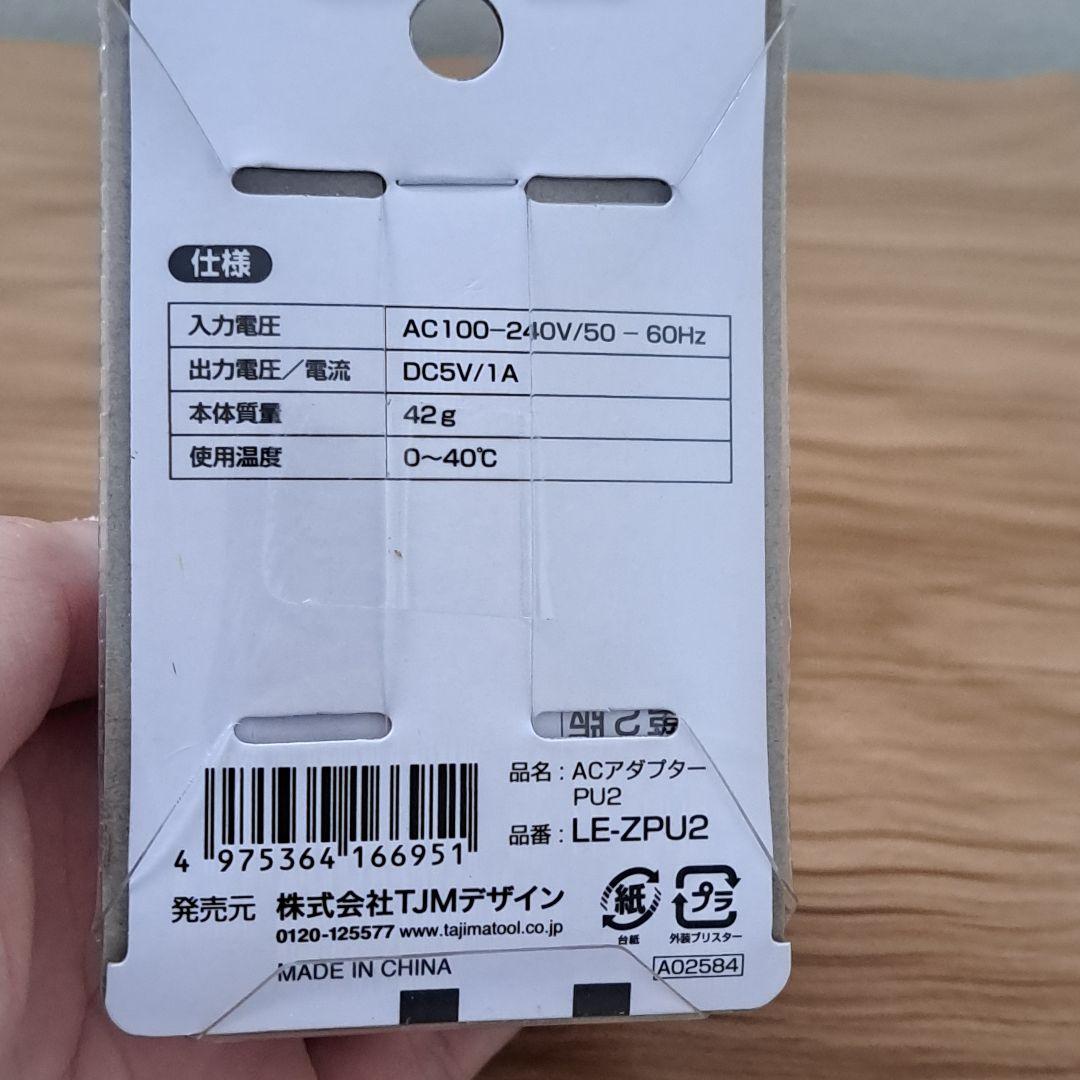 仕様
入力電圧 AC100-240V/50-60Hz
出力電圧/電流 DC5V/1A
本体質量 42g
使用温度 0〜40℃
品名:ACアダプター
PU2
品番:LE-ZPU2
4 975364 166951
発売元 株式会社TJMデザイン
0120-125577 www.tajimatool.co.jp
MADE IN CHINA
紙
台紙
プラ
外装ブリスター
A02584